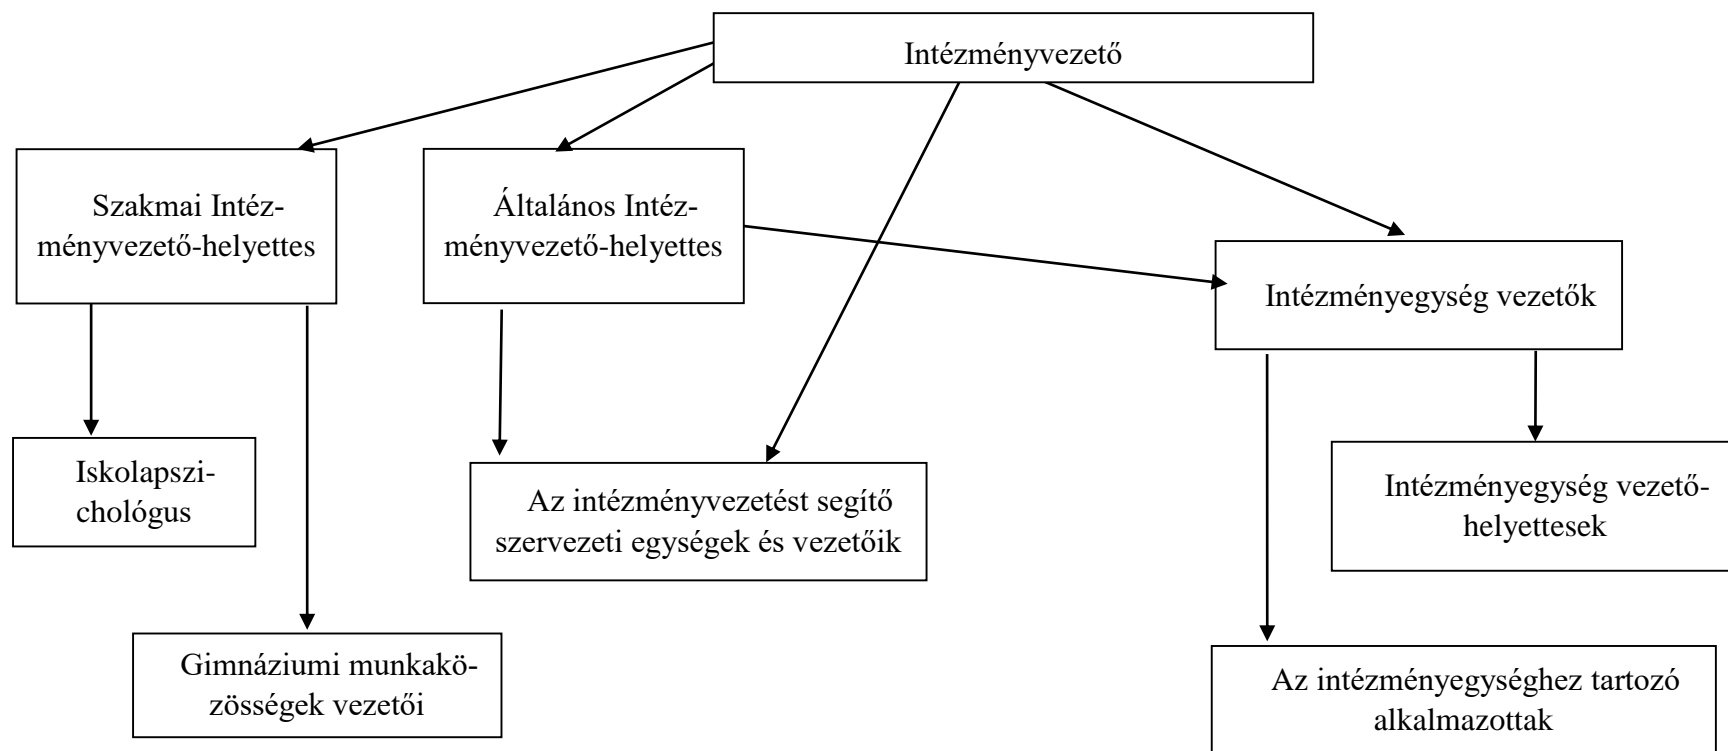 Intézményvezető
Szakmai Intéz-
ményvezető-helyettes
Általános Intéz-
ményvezető-helyettes
Intézményegység vezetők
Iskolapszi-
chológus
Az intézményvezetést segítő
szervezeti egységek és vezetőik
Intézményegység vezető-
helyettesek
Gimnáziumi munkakö-
zösségek vezetői
Az intézményegységhez tartozó
alkalmazottak